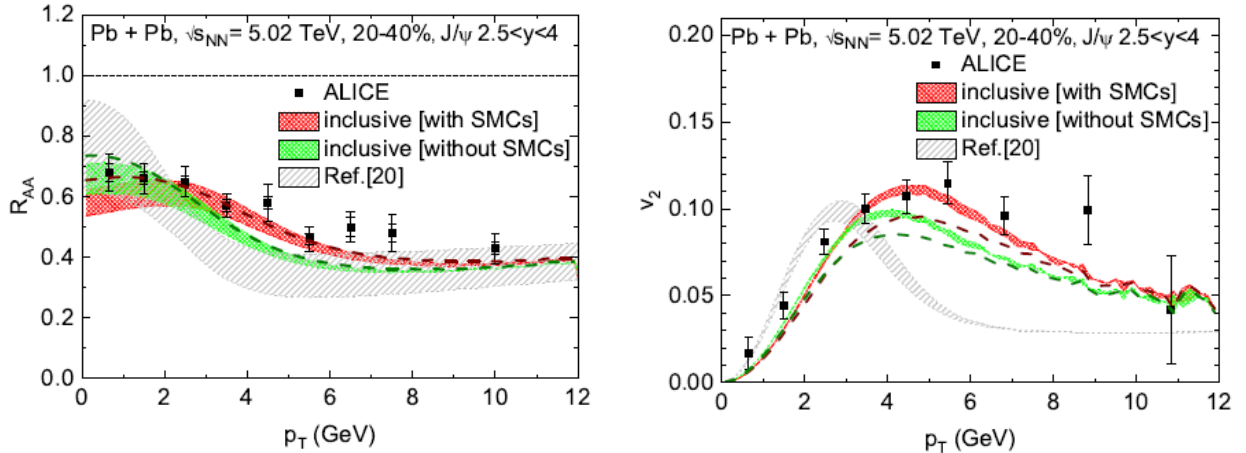 Pb + Pb, √sNN= 5.02 TeV, 20-40%, J/ψ 2.5<y<4
ALICE
inclusive [with SMCs]
inclusive [without SMCs]
Ref.[20]
RAA
1.2
1.0
0.8
0.6
0.4
0.2
0.0
0 2 4 6 8 10 12
pT (GeV)
Pb + Pb, √sNN= 5.02 TeV, 20-40%, J/ψ 2.5<y<4
ALICE
inclusive [with SMCs]
inclusive [without SMCs]
Ref.[20]
v2
0.20
0.15
0.10
0.05
0.00
0 2 4 6 8 10 12
pT (GeV)